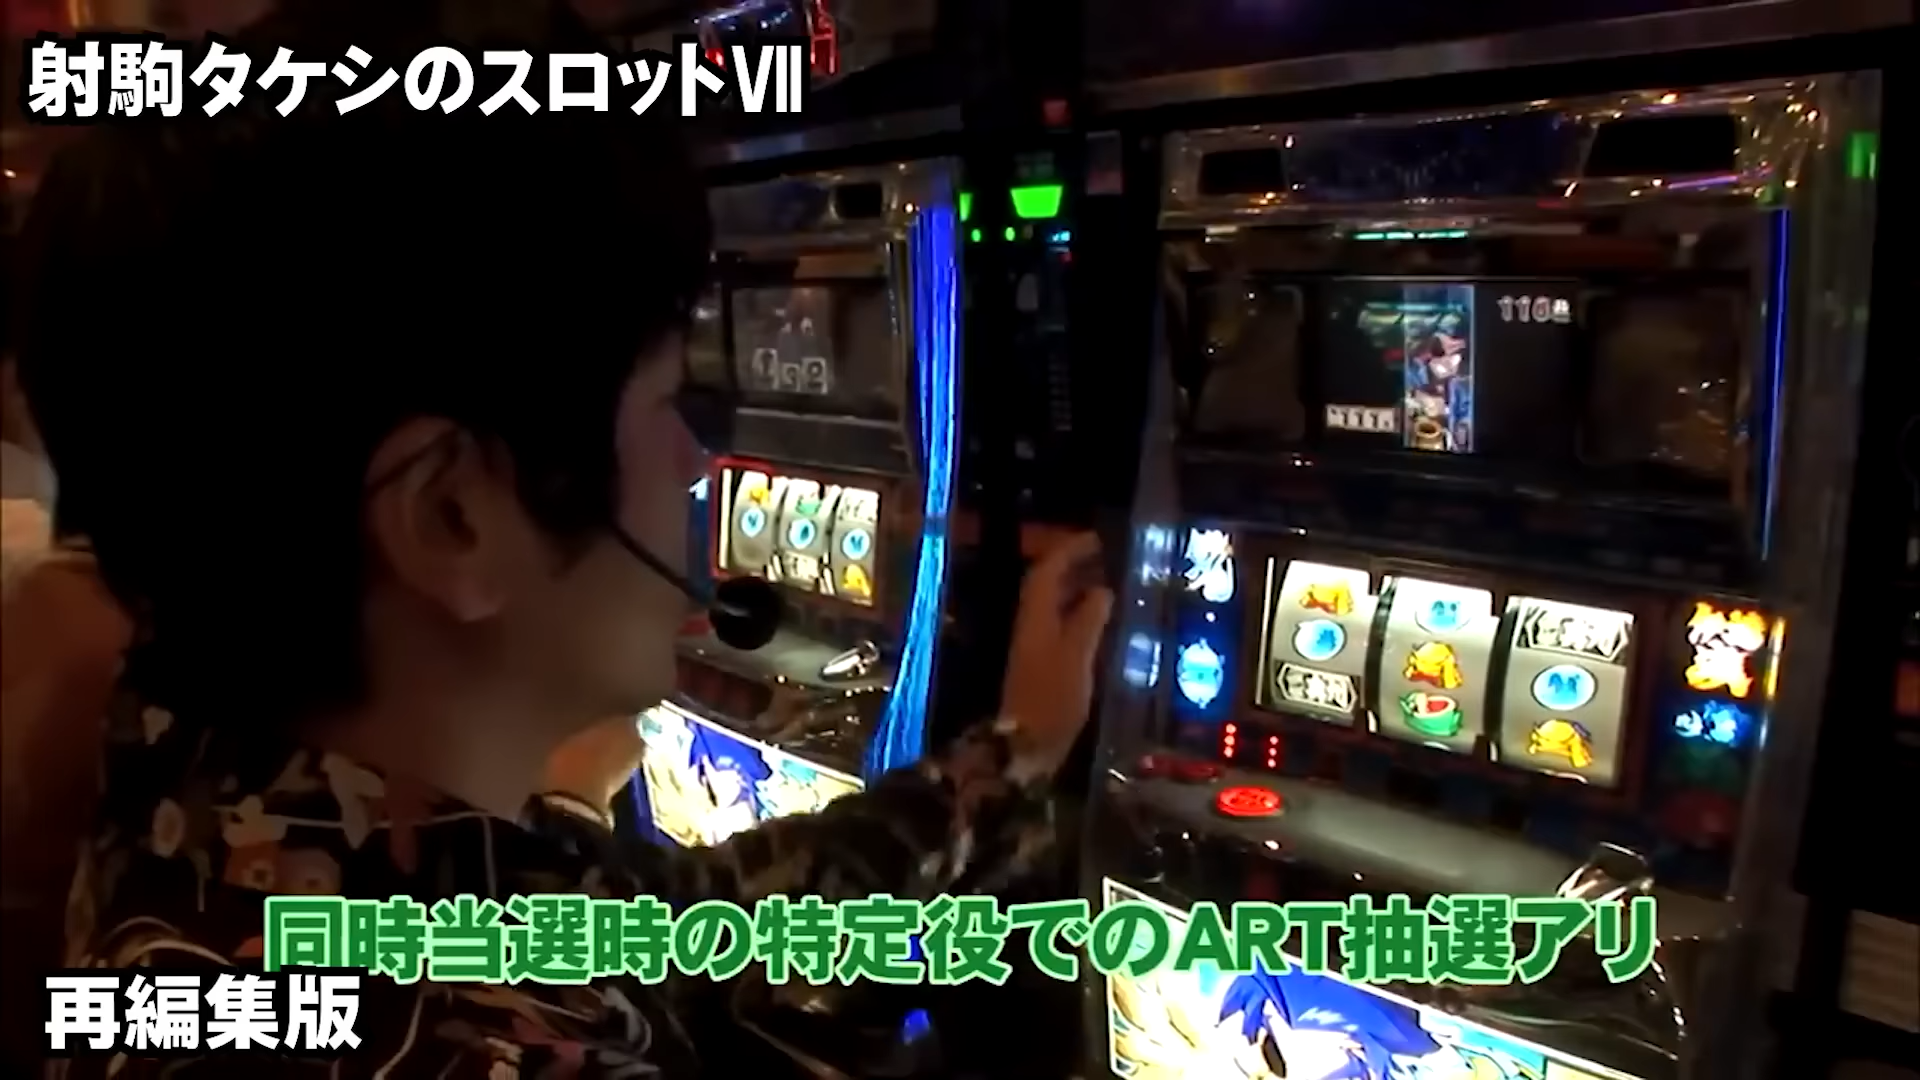 射駒タケシのスロットⅦ
同時当選時の特定役でのART抽選アリ
再編集版